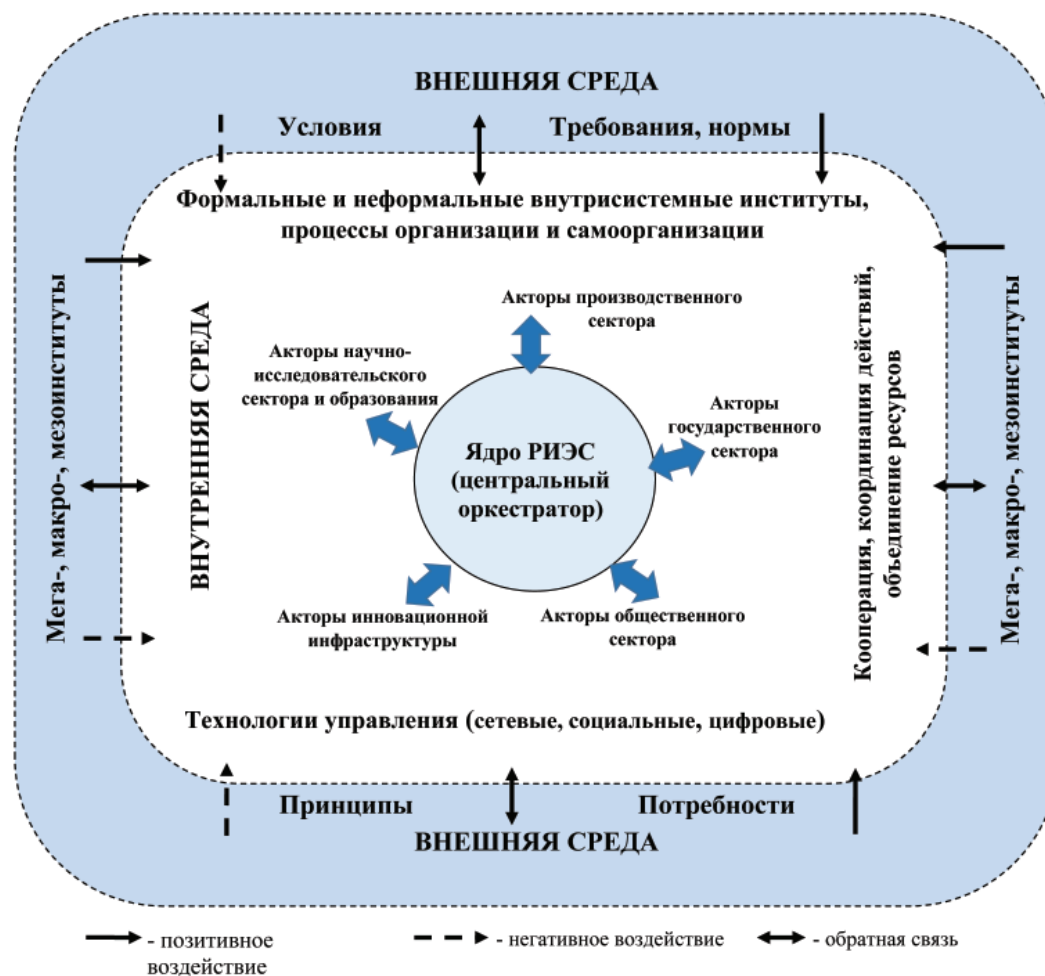 ВНЕШНЯЯ СРЕДА
Условия
Требования, нормы
Формальные и неформальные внутрисистемные институты,
процессы организации и самоорганизации
Мега-, макро-, мезоинституты
ВНУТРЕННЯЯ СРЕДА
Акторы производственного
сектора
Акторы научно-
исследовательского
сектора и образования
Акторы
государственного
сектора
Ядро РИЭС
(центральный
оркестратор)
Акторы инновационной
инфраструктуры
Акторы общественного
сектора
Кооперация, координация действий,
объединение ресурсов
Мега-, макро-, мезоинституты
Технологии управления (сетевые, социальные, цифровые)
Принципы
Потребности
ВНЕШНЯЯ СРЕДА
- позитивное
воздействие
- негативное воздействие
- обратная связь